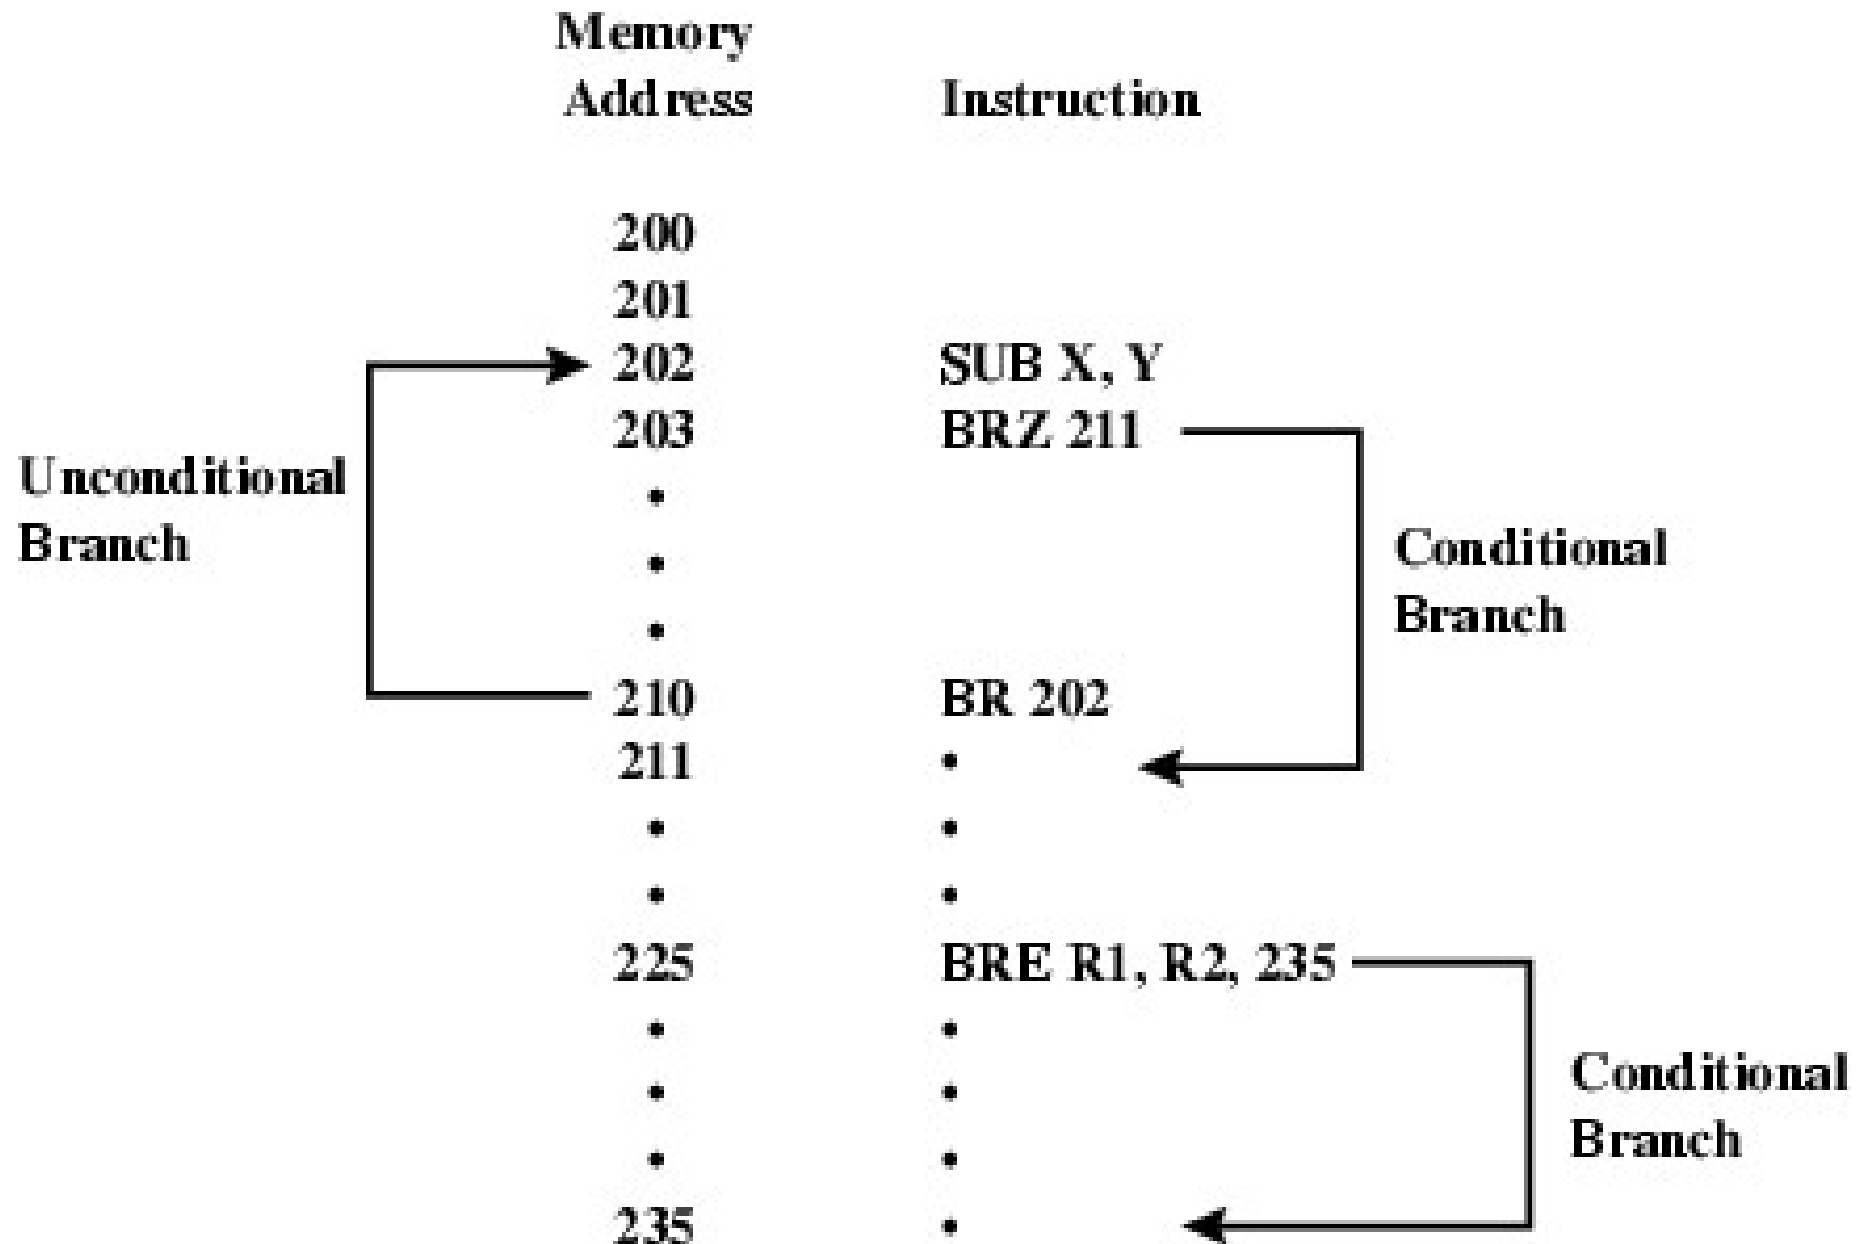 Memory
Address Instruction
200
201
202 SUB X, Y
203 BRZ 211
Unconditional
Branch
Conditional
Branch
210 BR 202
211
225 BRE R1, R2, 235
Conditional
Branch
235